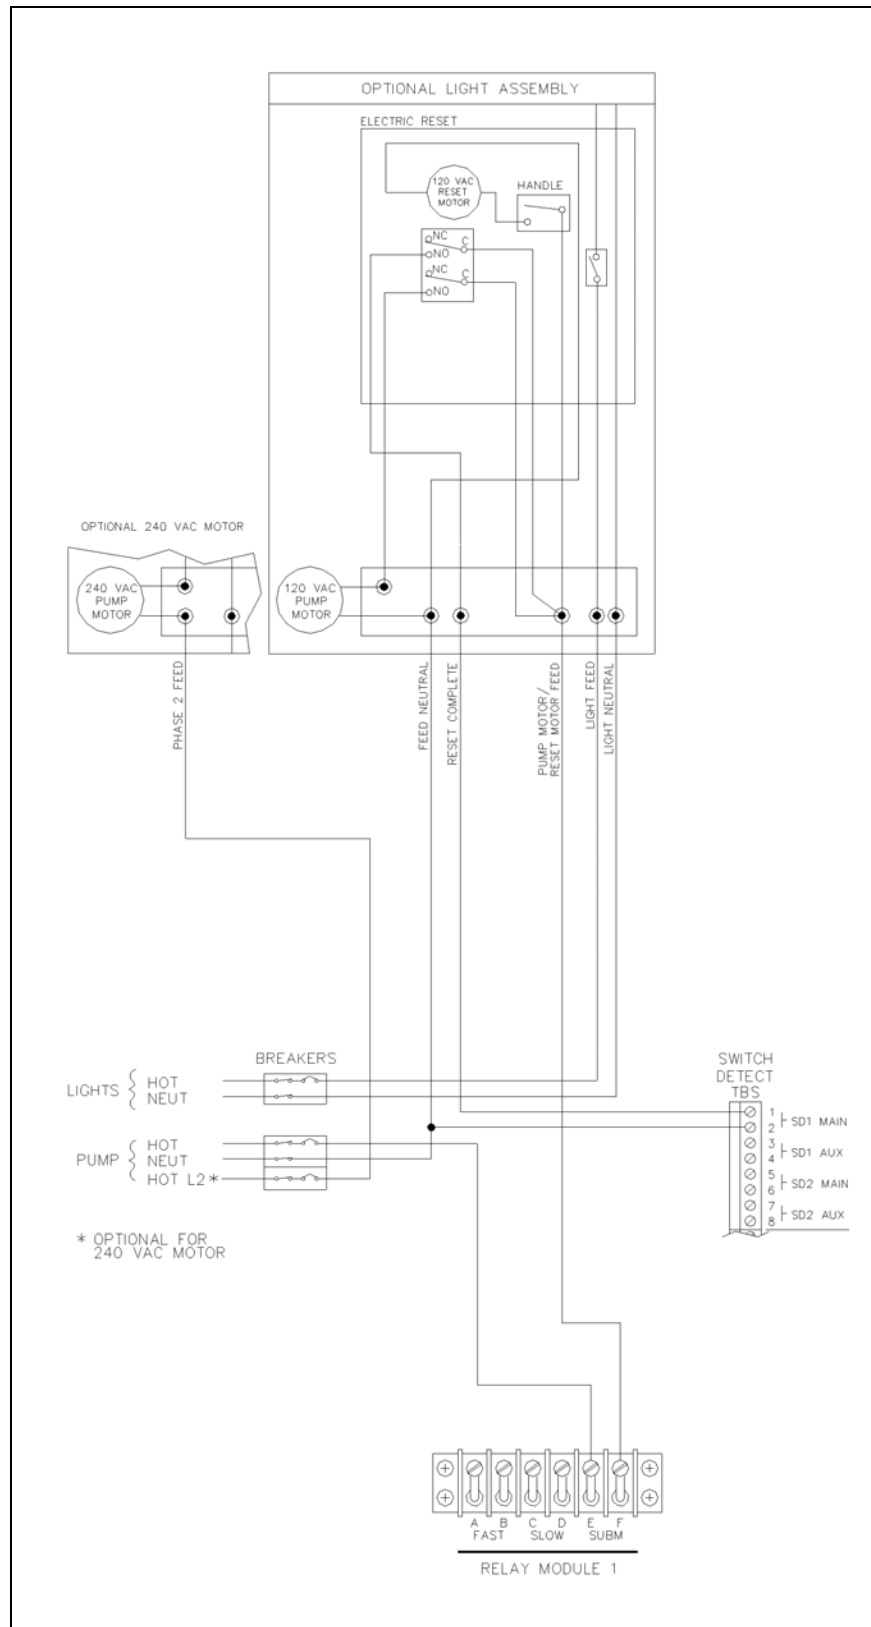 OPTIONAL LIGHT ASSEMBLY
ELECTRIC RESET
120 VAC
RESET
MOTOR
HANDLE
NC
C
NO
NC
C
NO
OPTIONAL 240 VAC MOTOR
240 VAC
PUMP
MOTOR
120 VAC
PUMP
MOTOR
PHASE 2 FEED
FEED NEUTRAL
RESET COMPLETE
PUMP MOTOR/
RESET MOTOR FEED
LIGHT FEED
LIGHT NEUTRAL
BREAKERS
LIGHTS
HOT
NEUT
PUMP
HOT
NEUT
HOT L2*
* OPTIONAL FOR
240 VAC MOTOR
SWITCH
DETECT
TBS
1
2
SD1 MAIN
3
4
SD1 AUX
5
6
SD2 MAIN
7
8
SD2 AUX
A B C D E F
FAST SLOW SUBM
RELAY MODULE 1